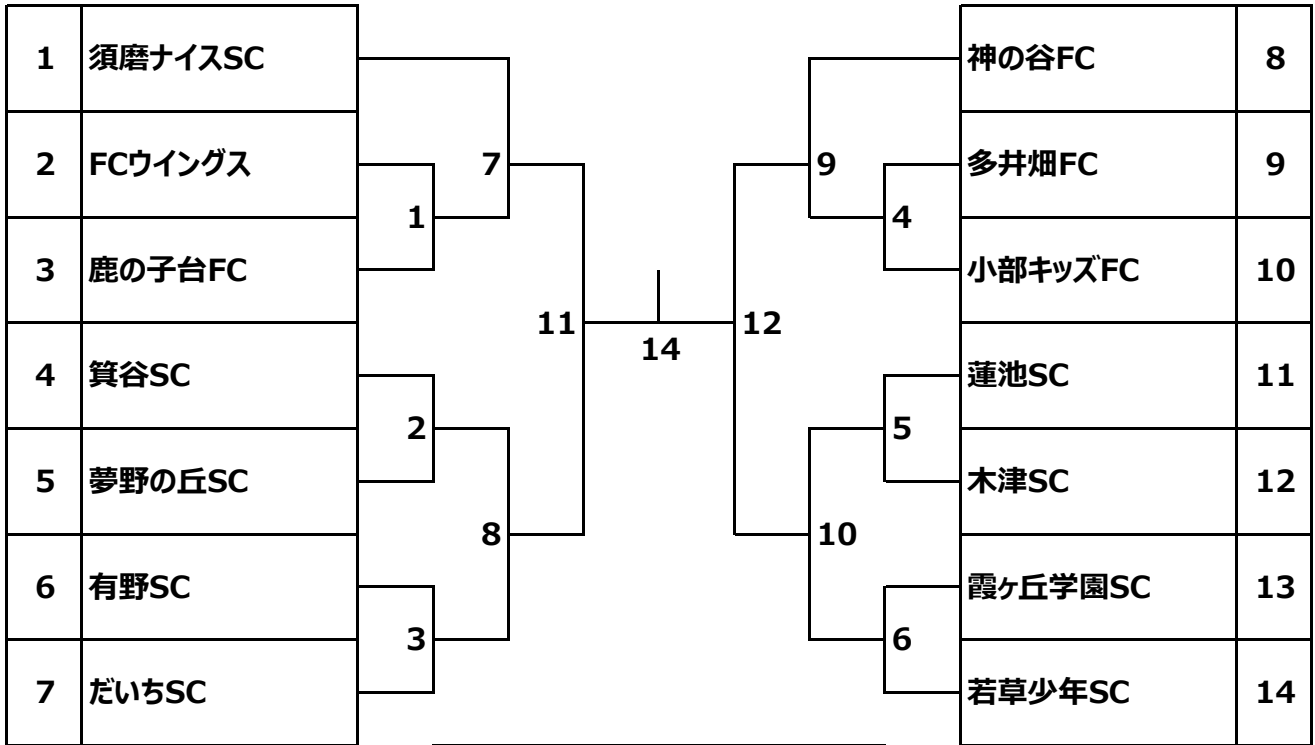 1 須磨ナイスSC
2 FCウイングス
3 鹿の子台FC
4 箕谷SC
5 夢野の丘SC
6 有野SC
7 だいちSC
7
1
11
2
8
3
14
9
4
12
5
10
6
神の谷FC 8
多井畑FC 9
小部キッズFC 10
蓮池SC 11
木津SC 12
霞ヶ丘学園SC 13
若草少年SC 14